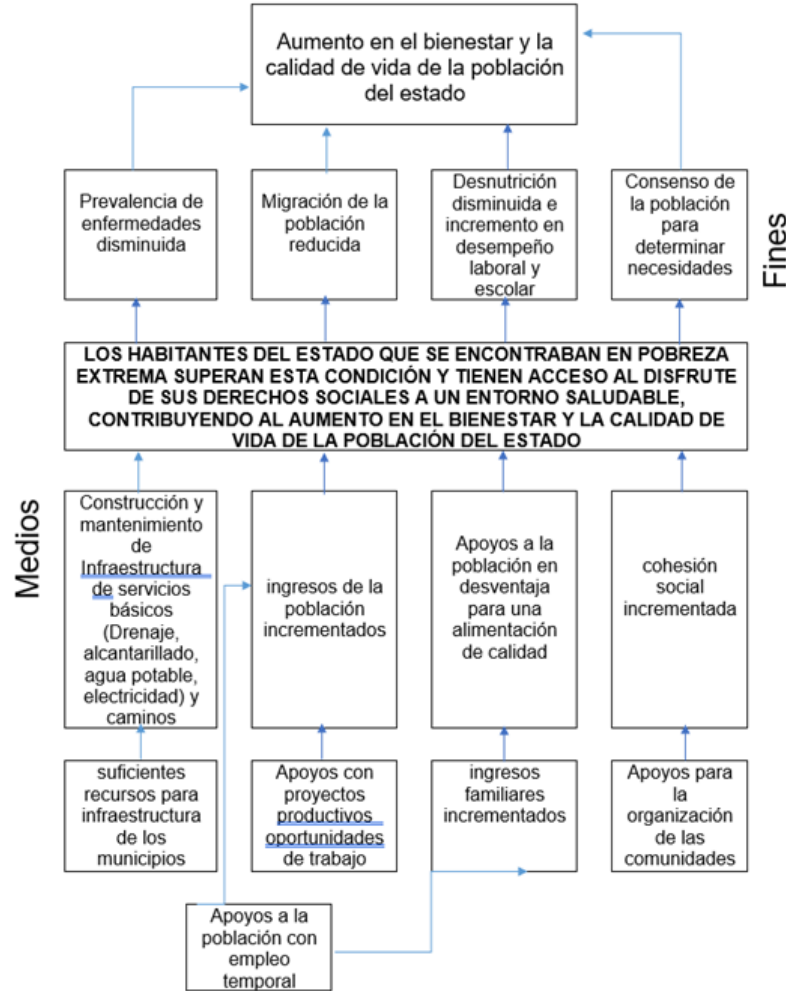 Aumento en el bienestar y la
calidad de vida de la población
del estado
Prevalencia de
enfermedades
disminuida
Migración de la
población
reducida
Desnutrición
disminuida e
incremento en
desempeño
laboral y
escolar
Consenso de
la población
para
determinar
necesidades
Fines
LOS HABITANTES DEL ESTADO QUE SE ENCONTRABAN EN POBREZA
EXTREMA SUPERAN ESTA CONDICIÓN Y TIENEN ACCESO AL DISFRUTE
DE SUS DERECHOS SOCIALES A UN ENTORNO SALUDABLE,
CONTRIBUYENDO AL AUMENTO EN EL BIENESTAR Y LA CALIDAD DE
VIDA DE LA POBLACIÓN DEL ESTADO
Medios
Construcción y
mantenimiento
de
Infraestructura
de servicios
básicos
(Drenaje,
alcantarillado,
agua potable,
electricidad) y
caminos
ingresos de la
población
incrementados
Apoyos a la
población en
desventaja
para una
alimentación
de calidad
cohesión
social
incrementada
suficientes
recursos para
infraestructura
de los
municipios
Apoyos con
proyectos
productivos
oportunidades
de trabajo
ingresos
familiares
incrementados
Apoyos para
la
organización
de las
comunidades
Apoyos a la
población con
empleo
temporal